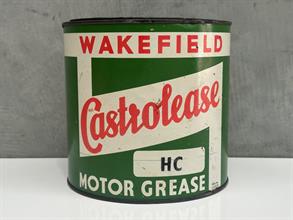 WAKEFIELD
Castrolease
HC
MOTOR GREASE